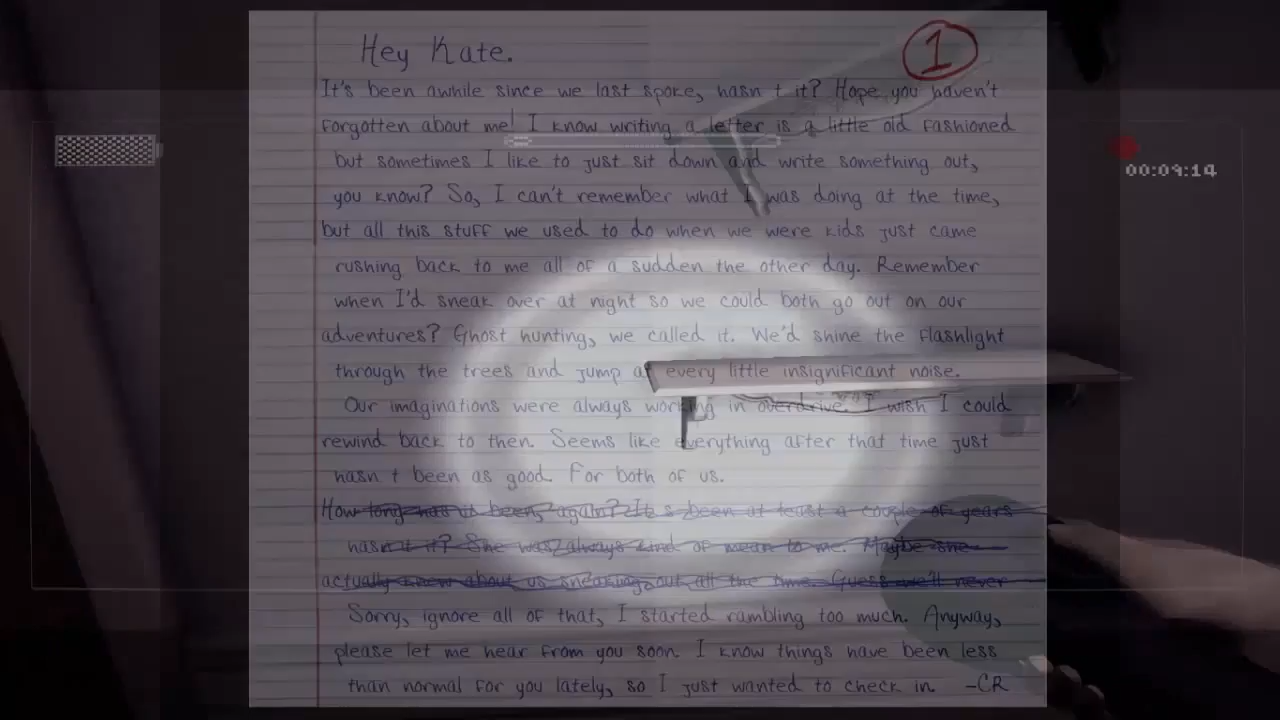 Hey Kate.
1
It's been awhile since we last spoke, hasn t it? Hope you haven't
forgotten about me! I know writing a letter is a little old fashioned
but sometimes I like to just sit down and write something out,
00:09:14
you know? So, I can't remember what I was doing at the time,
but all this stuff we used to do when we were kids just came
rushing back to me all of a sudden the other day. Remember
when I'd sneak over at night so we could both go out on our
adventures? Ghost hunting, we called it. We'd shine the flashlight
through the trees and jump at every little insignificant noise.
Our imaginations were always working in overdrive. I wish I could
rewind back to then. Seems like everything after that time just
hasn t been as good. For both of us.
How long has it been, again? It s been at least a couple of years
hasn t it? She was always kind of mean to me. Maybe she
actually knew about us sneaking out all the time. Guess we'll never
Sorry, ignore all of that, I started rambling too much. Anyway,
please let me hear from you soon. I know things have been less
than normal for you lately, so I just wanted to check in. -CR